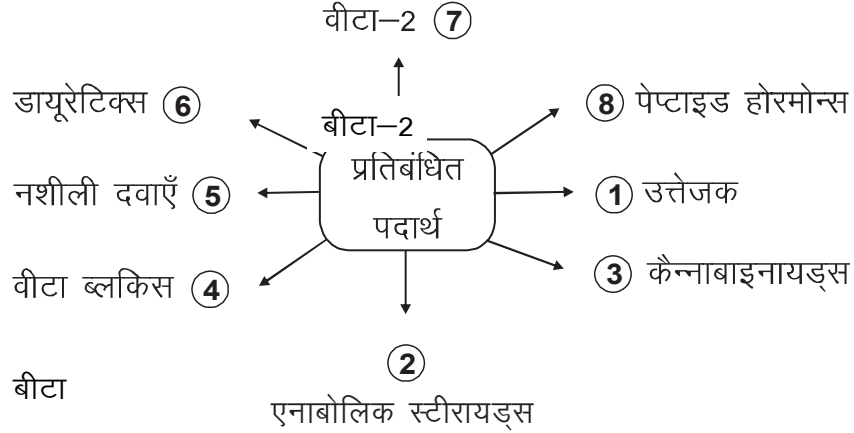 वीटा–2 7
डायूरेटिक्स 6
बीटा–2
8 पेप्टाइड होरमोन्स
प्रतिबंधित
पदार्थ
नशीली दवाएँ 5
1 उत्तेजक
वीटा ब्लकिस 4
3 कैन्नाबाइनायड्स
बीटा
2
एनाबोलिक स्टीरायड्स